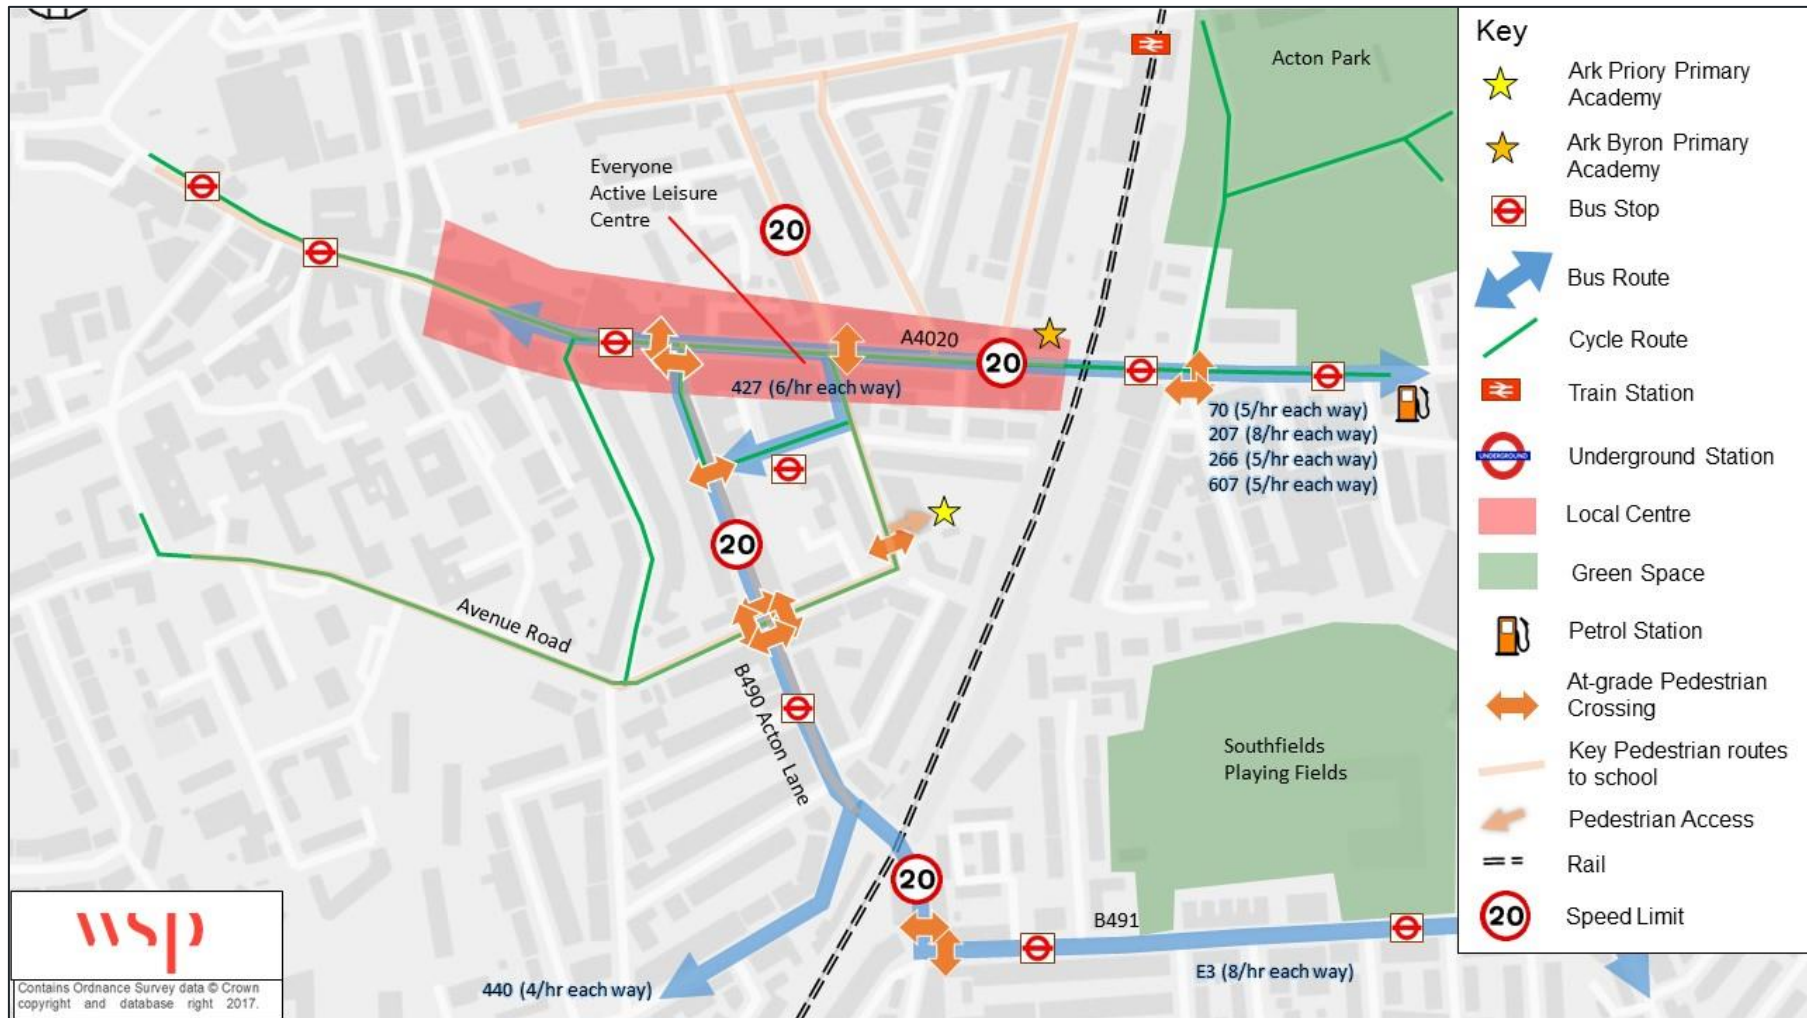 Acton Park
Everyone
Active Leisure
Centre
20
A4020
20
427 (6/hr each way)
70 (5/hr each way)
207 (8/hr each way)
266 (5/hr each way)
607 (5/hr each way)
20
Avenue Road
B490 Acton Lane
Southfields
Playing Fields
20
B491
E3 (8/hr each way)
440 (4/hr each way)
wsp
Contains Ordnance Survey data © Crown
copyright and database right 2017.
Key
Ark Priory Primary
Academy
Ark Byron Primary
Academy
Bus Stop
Bus Route
Cycle Route
Train Station
UNDERGROUND
Underground Station
Local Centre
Green Space
Petrol Station
At-grade Pedestrian
Crossing
Key Pedestrian routes
to school
Pedestrian Access
Rail
20
Speed Limit